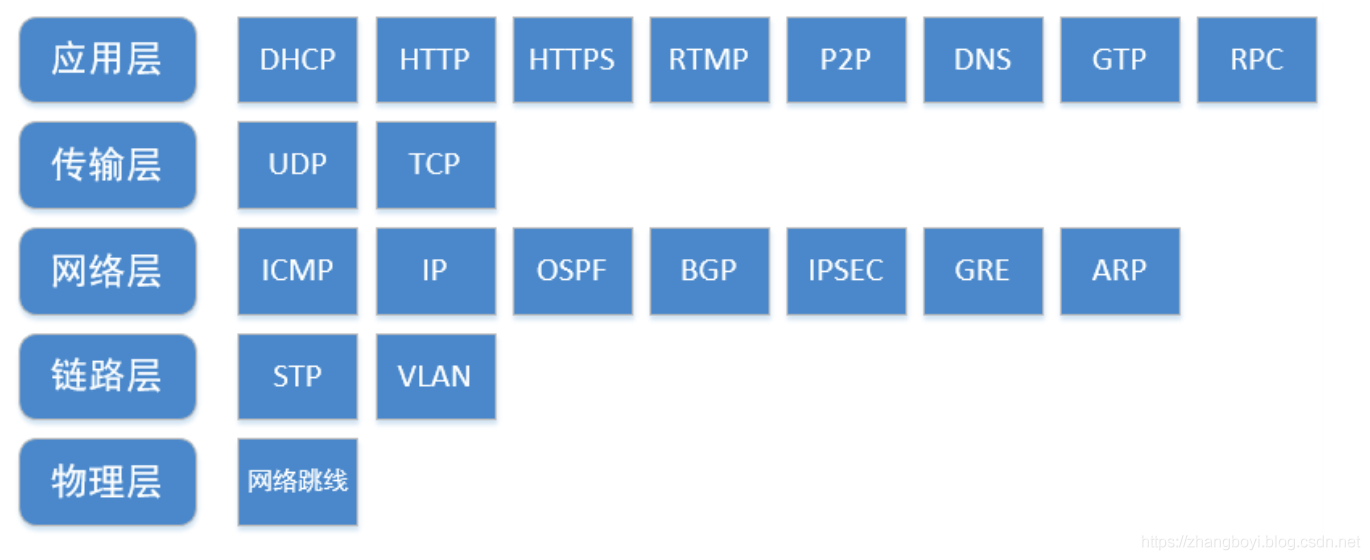 应用层 DHCP HTTP HTTPS RTMP P2P DNS GTP RPC
传输层 UDP TCP
网络层 ICMP IP OSPF BGP IPSEC GRE ARP
链路层 STP VLAN
物理层 网络跳线
https://zhangboyi.blog.csdn.net